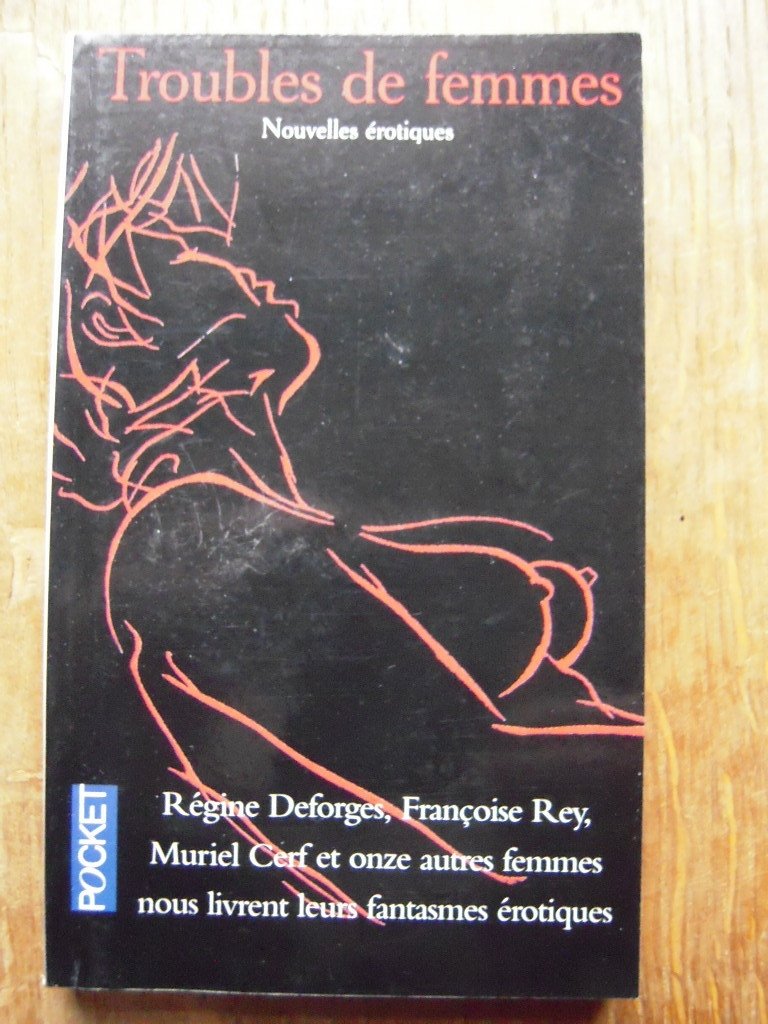 Troubles de femmes
Nouvelles érotiques
POCKET
Régine Deforges, Françoise Rey,
Muriel Cerf et onze autres femmes
nous livrent leurs fantasmes érotiques